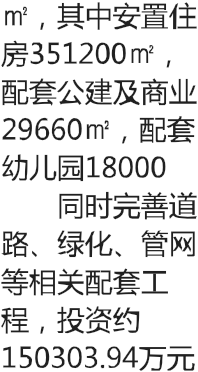 ㎡，其中安置住
房351200㎡，
配套公建及商业
29660㎡，配套
幼儿园18000
同时完善道
路、绿化、管网
等相关配套工
程，投资约
150303.94万元